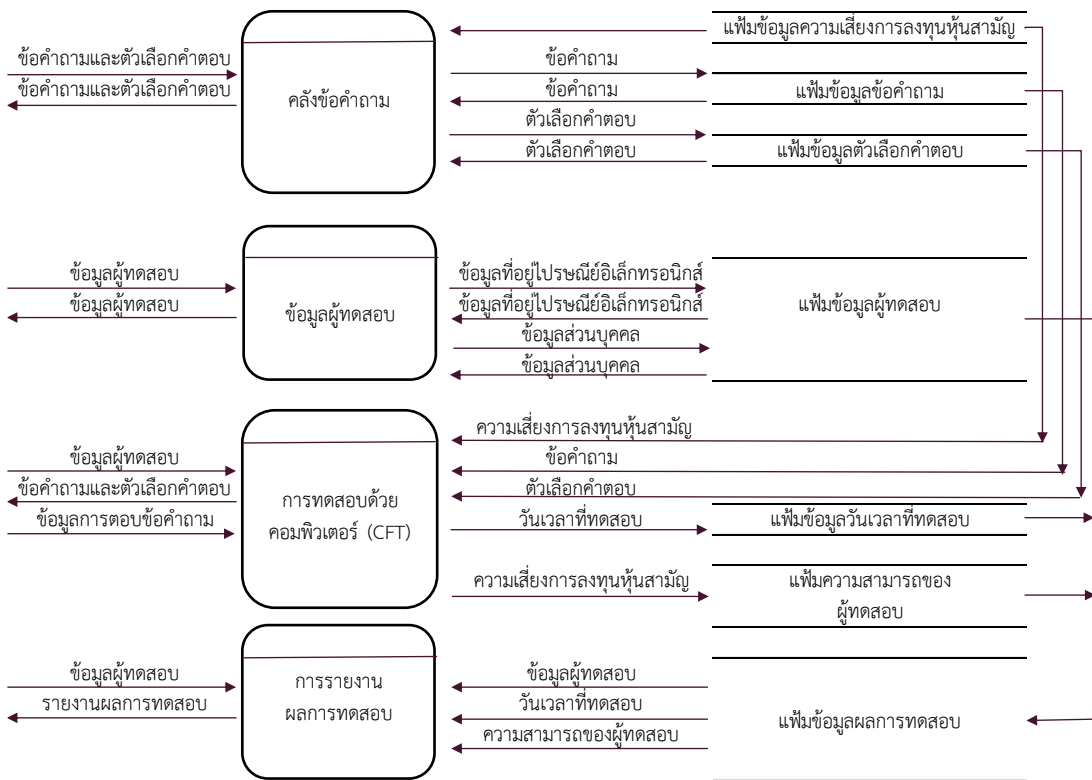 แฟ้มข้อมูลความเสี่ยงการลงทุนหุ้นสามัญ
ข้อคำถามและตัวเลือกคำตอบ
ข้อคำถามและตัวเลือกคำตอบ
คลังข้อคำถาม
ข้อคำถาม
ข้อคำถาม
แฟ้มข้อมูลข้อคำถาม
ตัวเลือกคำตอบ
ตัวเลือกคำตอบ
แฟ้มข้อมูลตัวเลือกคำตอบ
ข้อมูลผู้ทดสอบ
ข้อมูลผู้ทดสอบ
ข้อมูลผู้ทดสอบ
ข้อมูลที่อยู่ไปรษณีย์อิเล็กทรอนิกส์
ข้อมูลที่อยู่ไปรษณีย์อิเล็กทรอนิกส์
ข้อมูลส่วนบุคคล
ข้อมูลส่วนบุคคล
แฟ้มข้อมูลผู้ทดสอบ
ข้อมูลผู้ทดสอบ
ข้อคำถามและตัวเลือกคำตอบ
ข้อมูลการตอบข้อคำถาม
การทดสอบด้วย
คอมพิวเตอร์ (CFT)
ความเสี่ยงการลงทุนหุ้นสามัญ
ข้อคำถาม
ตัวเลือกคำตอบ
วันเวลาที่ทดสอบ
แฟ้มข้อมูลวันเวลาที่ทดสอบ
ความเสี่ยงการลงทุนหุ้นสามัญ
แฟ้มความสามารถของ
ผู้ทดสอบ
ข้อมูลผู้ทดสอบ
รายงานผลการทดสอบ
การรายงาน
ผลการทดสอบ
ข้อมูลผู้ทดสอบ
วันเวลาที่ทดสอบ
ความสามารถของผู้ทดสอบ
แฟ้มข้อมูลผลการทดสอบ